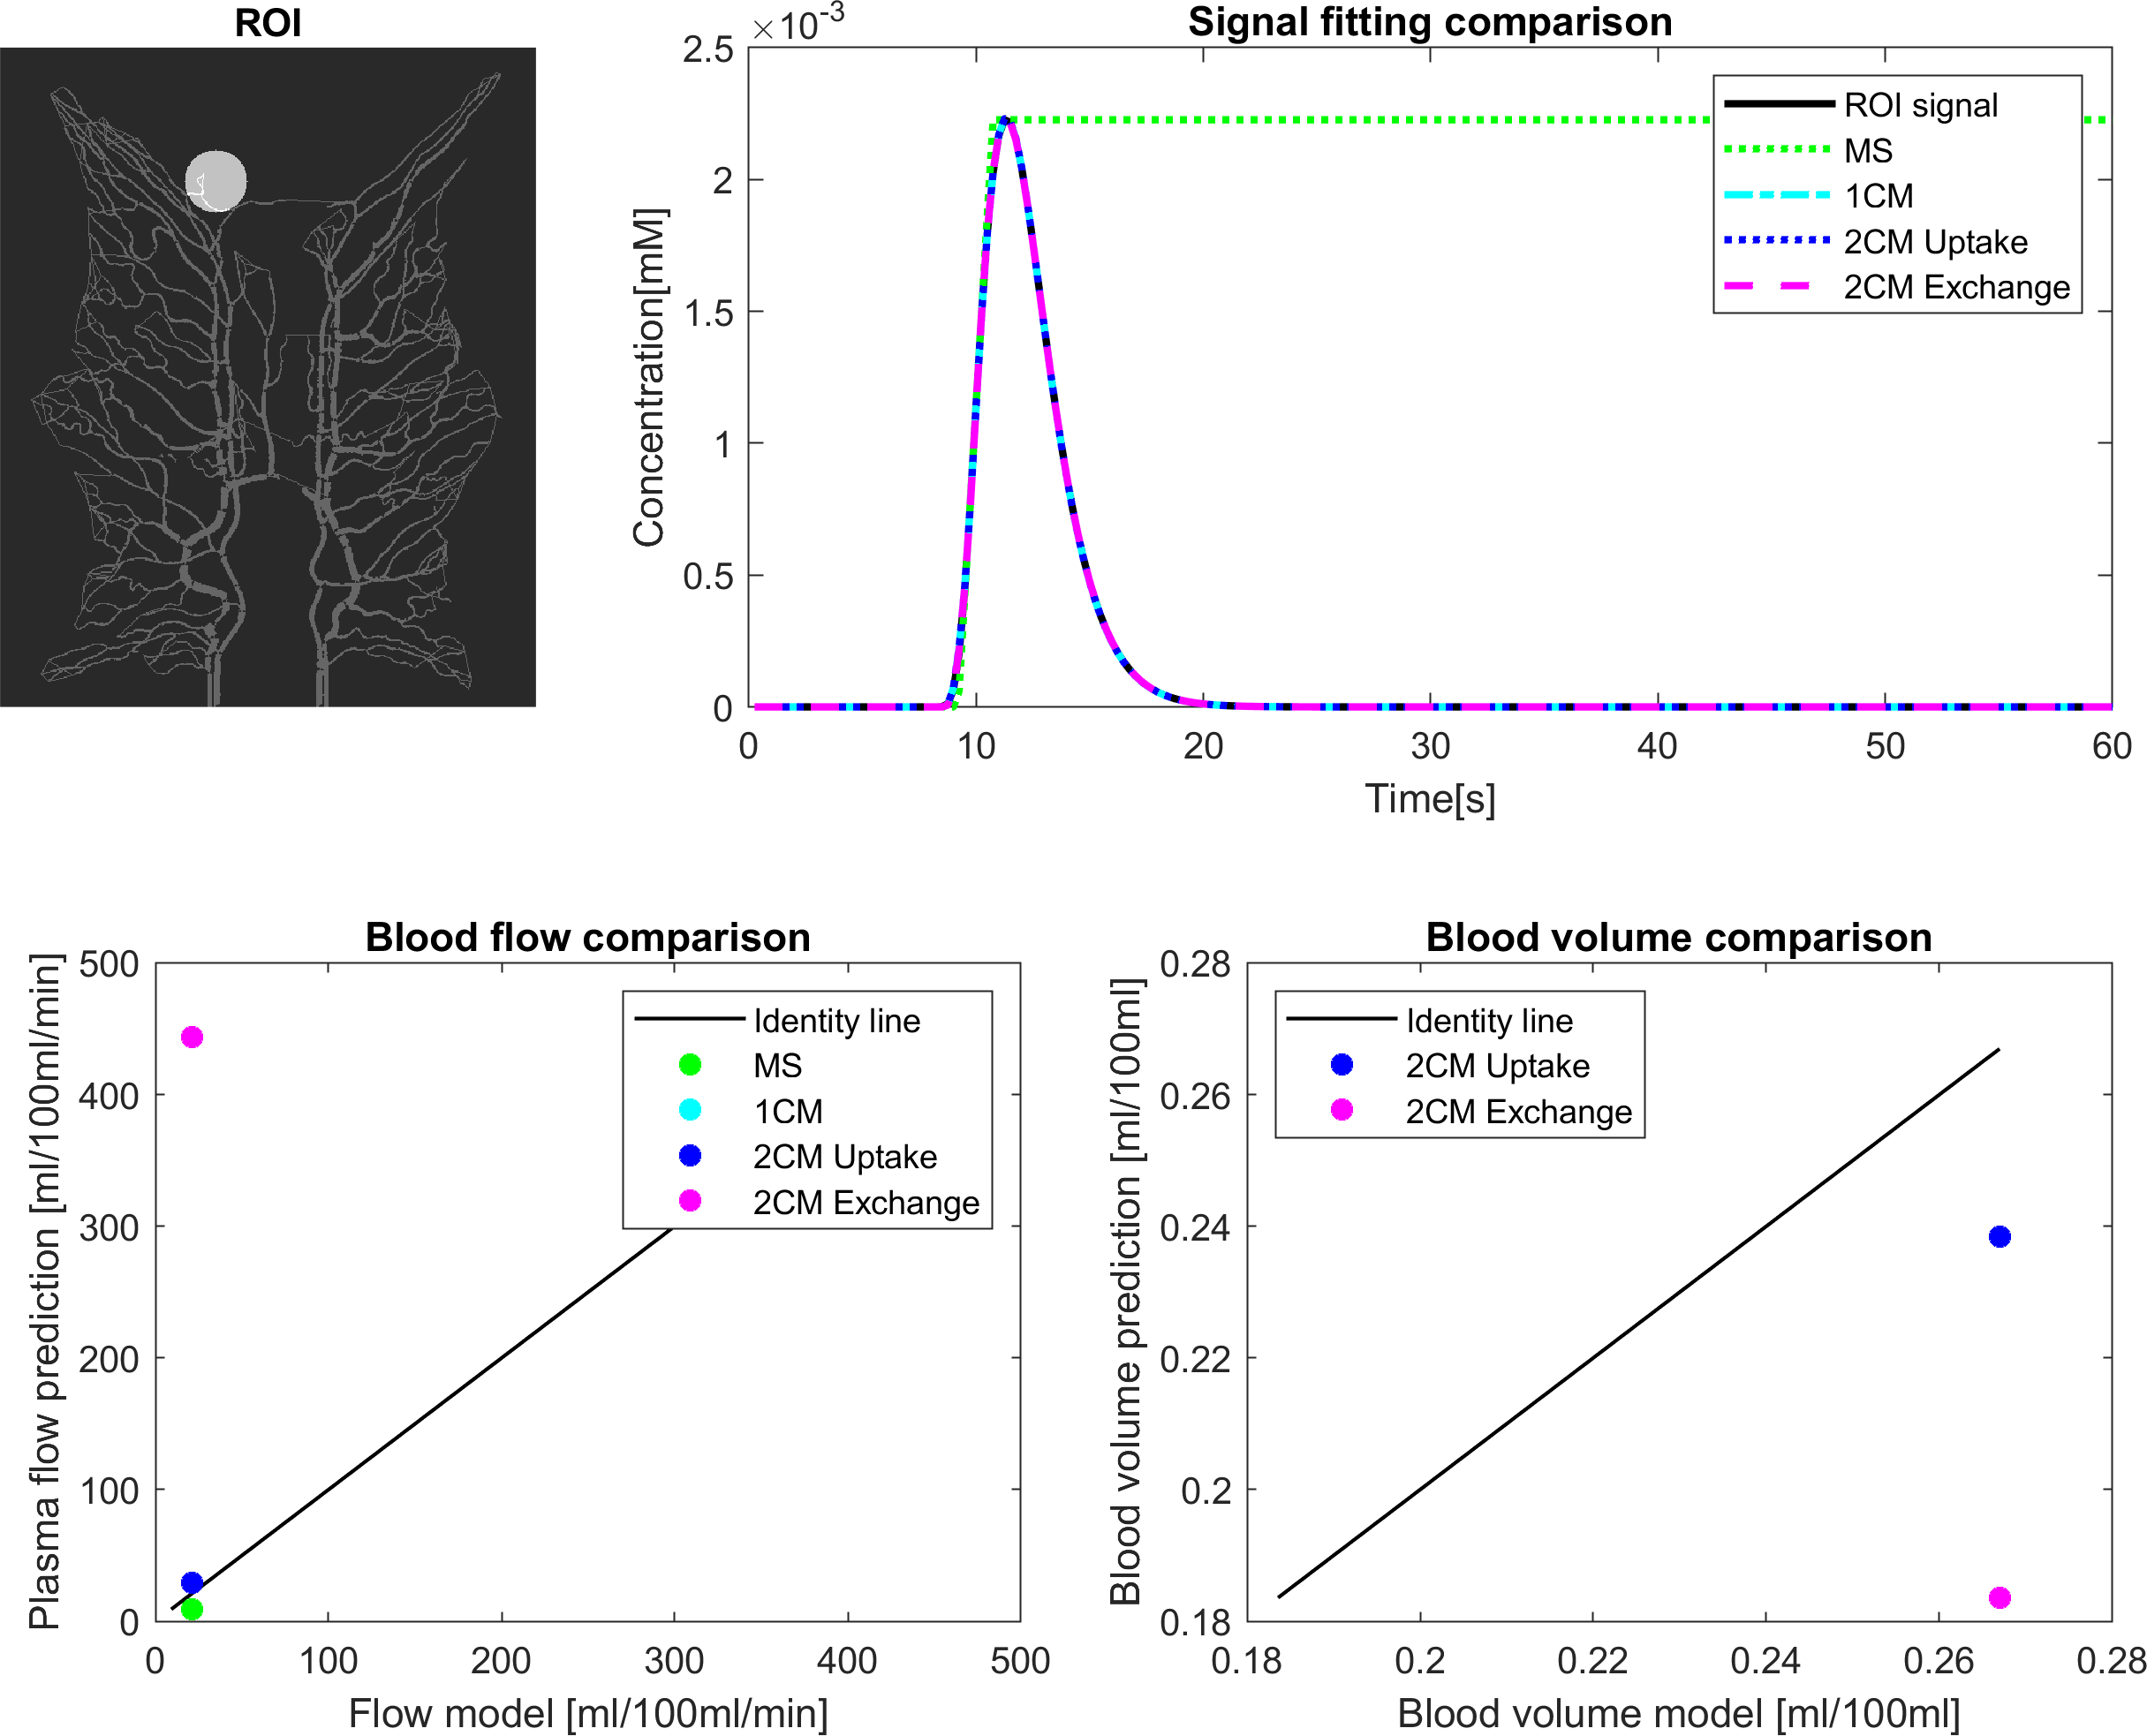 ROI
Signal fitting comparison
×10-3
2.5
2
1.5
1
0.5
0
Concentration[mM]
0 10 20 30 40 50 60
Time[s]
ROI signal
MS
1CM
2CM Uptake
2CM Exchange
Blood flow comparison
500
400
300
200
100
0
Plasma flow prediction [ml/100ml/min]
0 100 200 300 400 500
Flow model [ml/100ml/min]
Identity line
MS
1CM
2CM Uptake
2CM Exchange
Blood volume comparison
0.28
0.26
0.24
0.22
0.2
0.18
Blood volume prediction [ml/100ml]
0.18 0.2 0.22 0.24 0.26 0.28
Blood volume model [ml/100ml]
Identity line
2CM Uptake
2CM Exchange